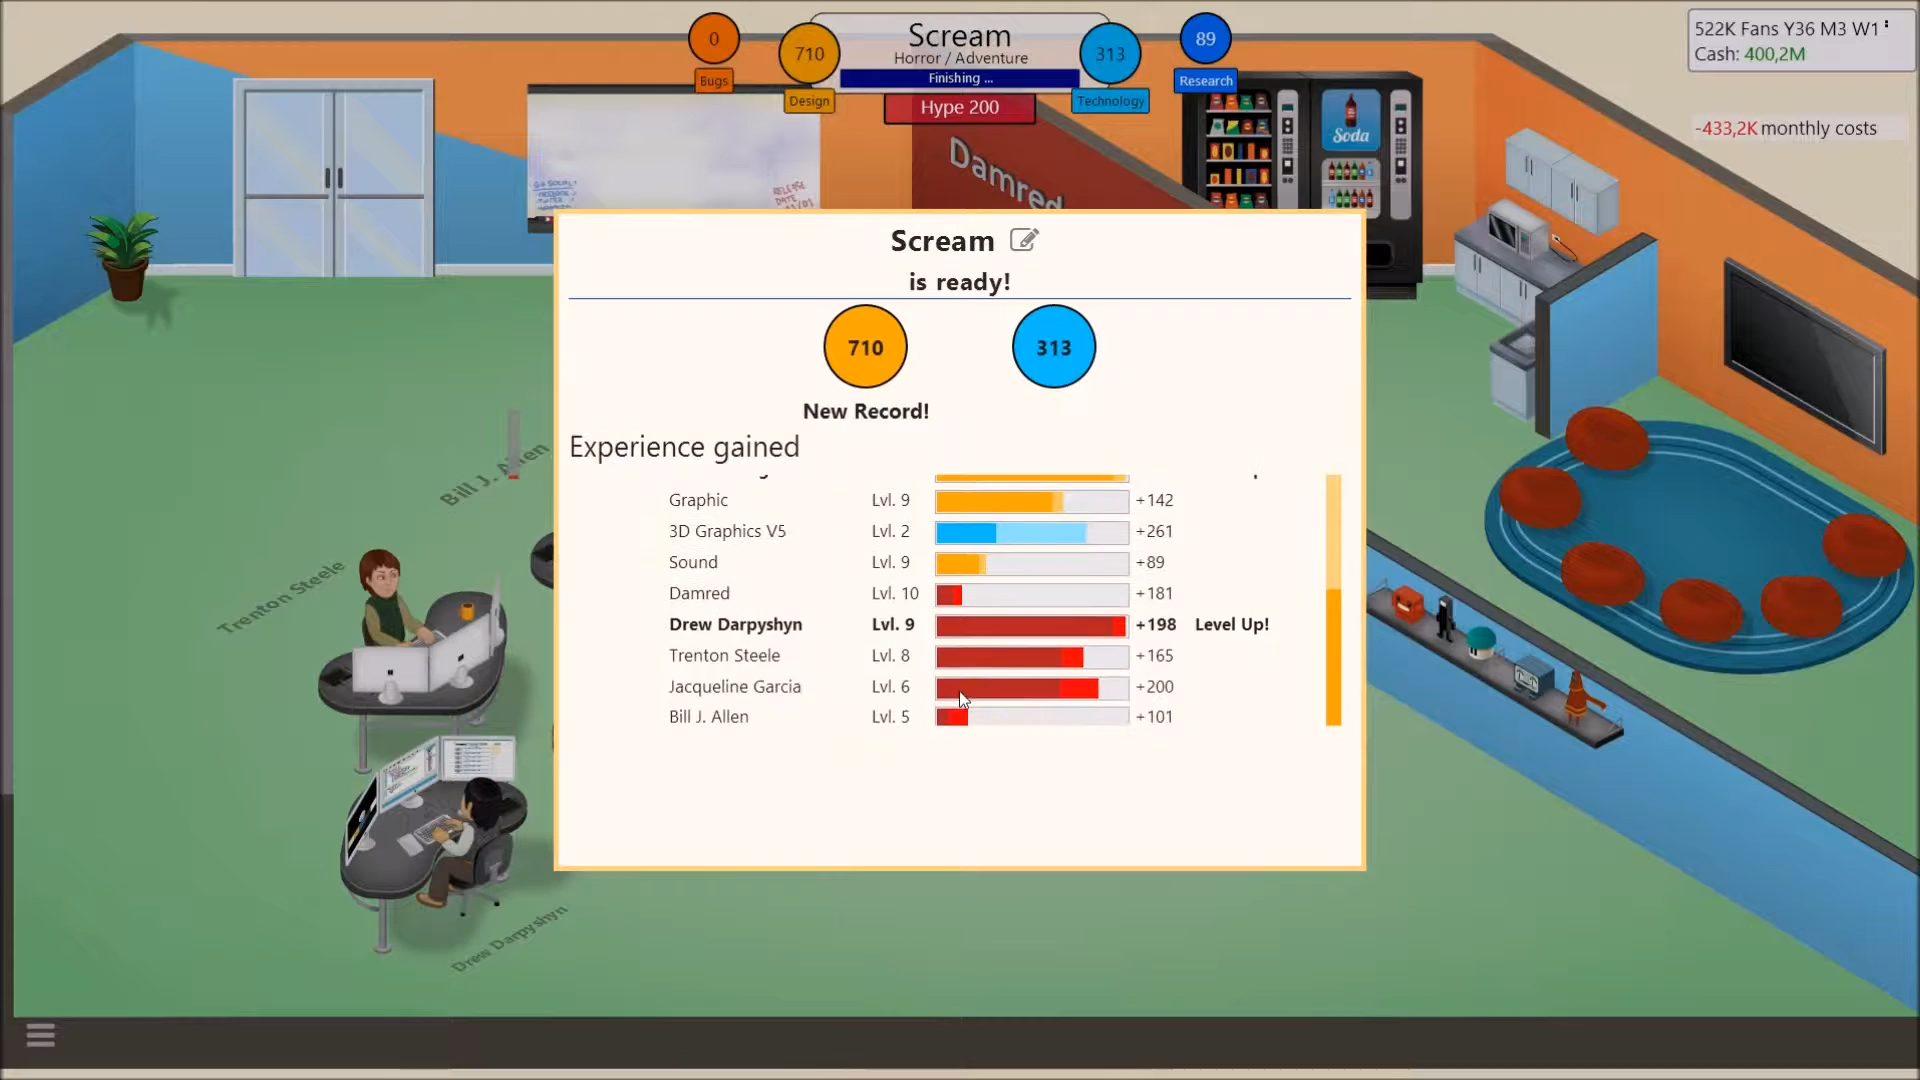 0
Bugs
710
Design
Scream
Horror / Adventure
Finishing ...
Hype 200
313
Technology
89
Research
522K Fans Y36 M3 W1
Cash: 400,2M
-433,2K monthly costs
Soda
RELEASE
DATE
Damred
Scream
is ready!
710
313
New Record!
Experience gained
Graphic Lvl. 9 +142
3D Graphics V5 Lvl. 2 +261
Sound Lvl. 9 +89
Damred Lvl. 10 +181
Drew Darpyshyn Lvl. 9 +198 Level Up!
Trenton Steele Lvl. 8 +165
Jacqueline Garcia Lvl. 6 +200
Bill J. Allen Lvl. 5 +101
Bill J. Allen
Trenton Steele
Drew Darpyshyn